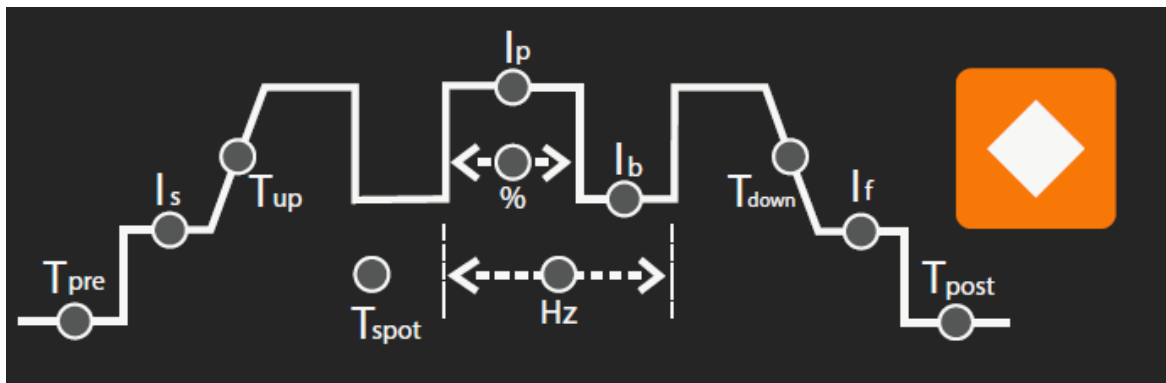 Ip
Is
Tup
%
Ib
Tdown
If
Tpre
Tspot
Hz
Tpost